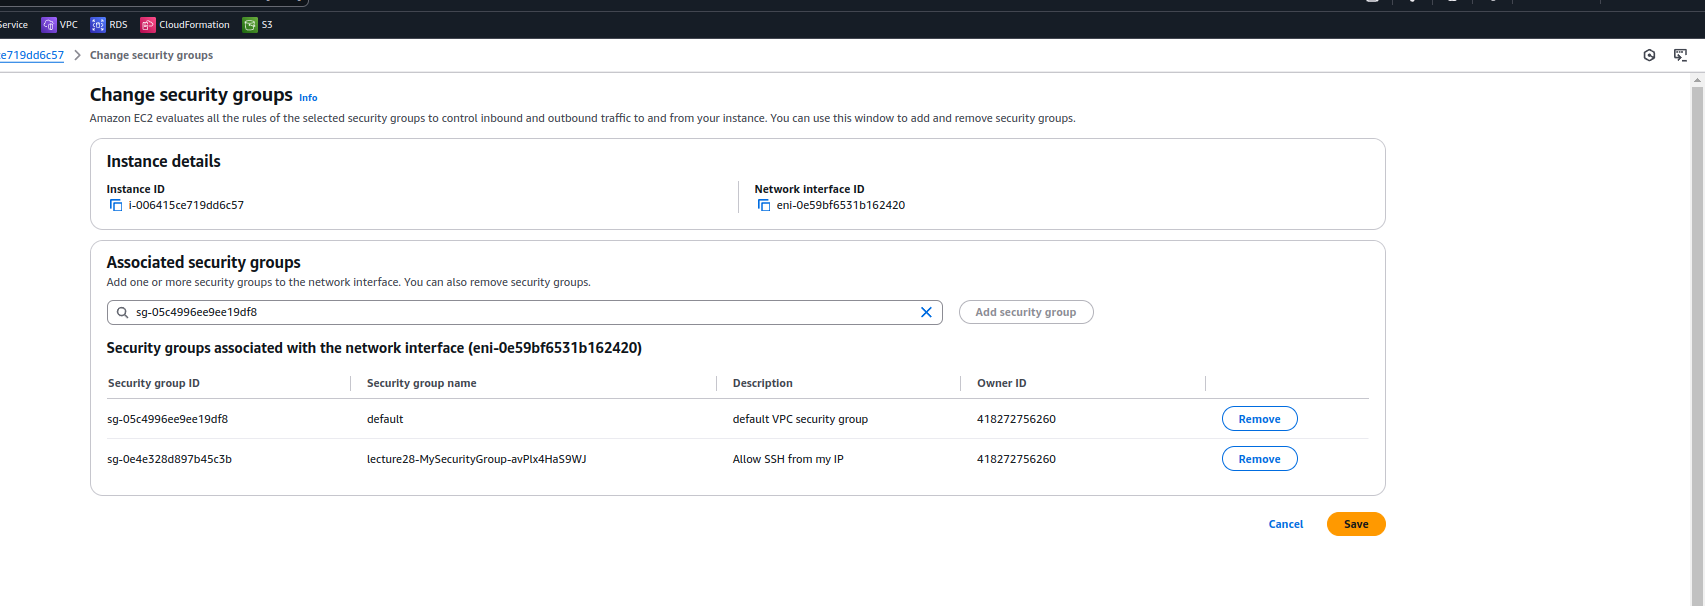 Service VPC RDS CloudFormation S3
ce719dd6c57 Change security groups
Change security groups Info
Amazon EC2 evaluates all the rules of the selected security groups to control inbound and outbound traffic to and from your instance. You can use this window to add and remove security groups.
Instance details
Instance ID Network interface ID
i-006415ce719dd6c57 eni-0e59bf6531b162420
Associated security groups
Add one or more security groups to the network interface. You can also remove security groups.
sg-05c4996ee9ee19df8 Add security group
Security groups associated with the network interface (eni-0e59bf6531b162420)
Security group ID Security group name Description Owner ID
sg-05c4996ee9ee19df8 default default VPC security group 418272756260 Remove
sg-0e4e328d897b45c3b lecture28-MySecurityGroup-avPlx4HaS9WJ Allow SSH from my IP 418272756260 Remove
Cancel Save